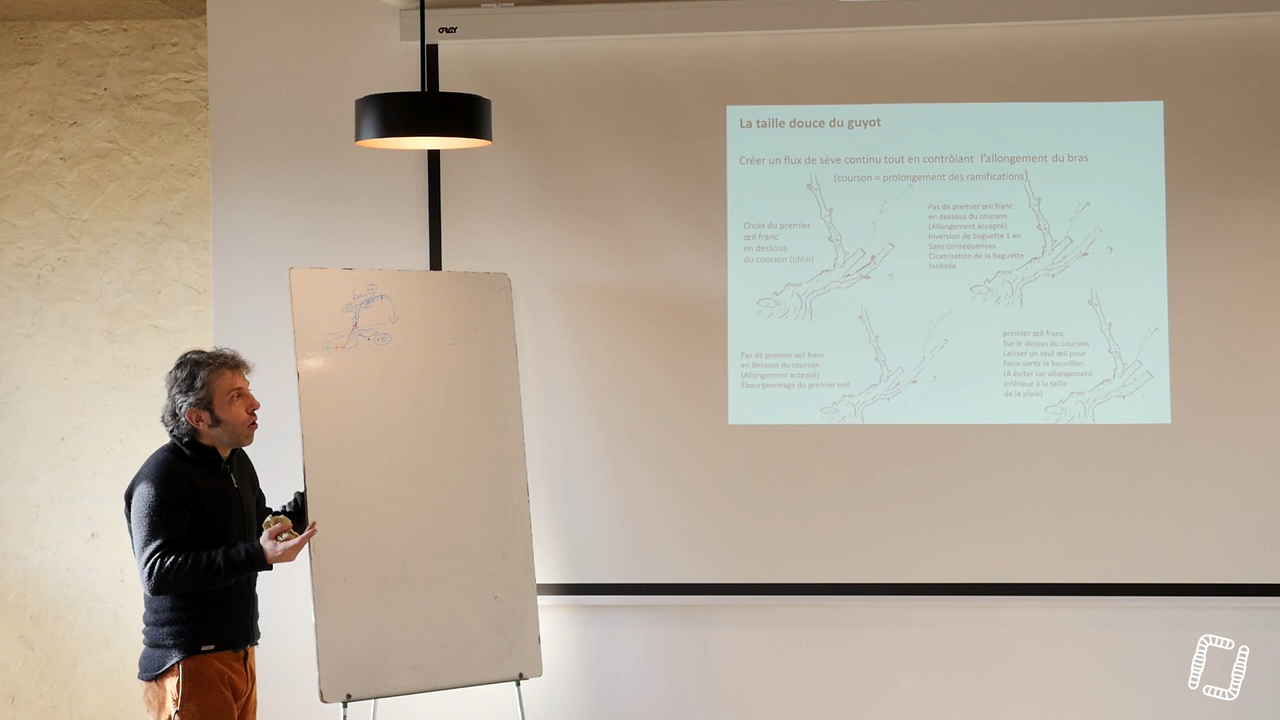 ORAY
La taille douce du guyot
Créer un flux de sève continu tout en contrôlant l'allongement du bras
(courson = prolongement des ramifications)
Choix du premier
œil franc
en dessous
du courson (idéal)
Pas de premier œil franc
en dessous du courson
(Allongement accepté)
Inversion de baguette 1 an
Sans conséquences.
Cicatrisation de la baguette
facilitée
?
?
Pas de premier œil franc
en dessous du courson
(Allongement accepté)
Ébourgeonnage du premier oeil.
?
premier œil franc
Sur le dessus du courson
Laisser un seul œil pour
Faire sortir le bourillon
(A éviter car allongement
inférieur à la taille
de la plaie)